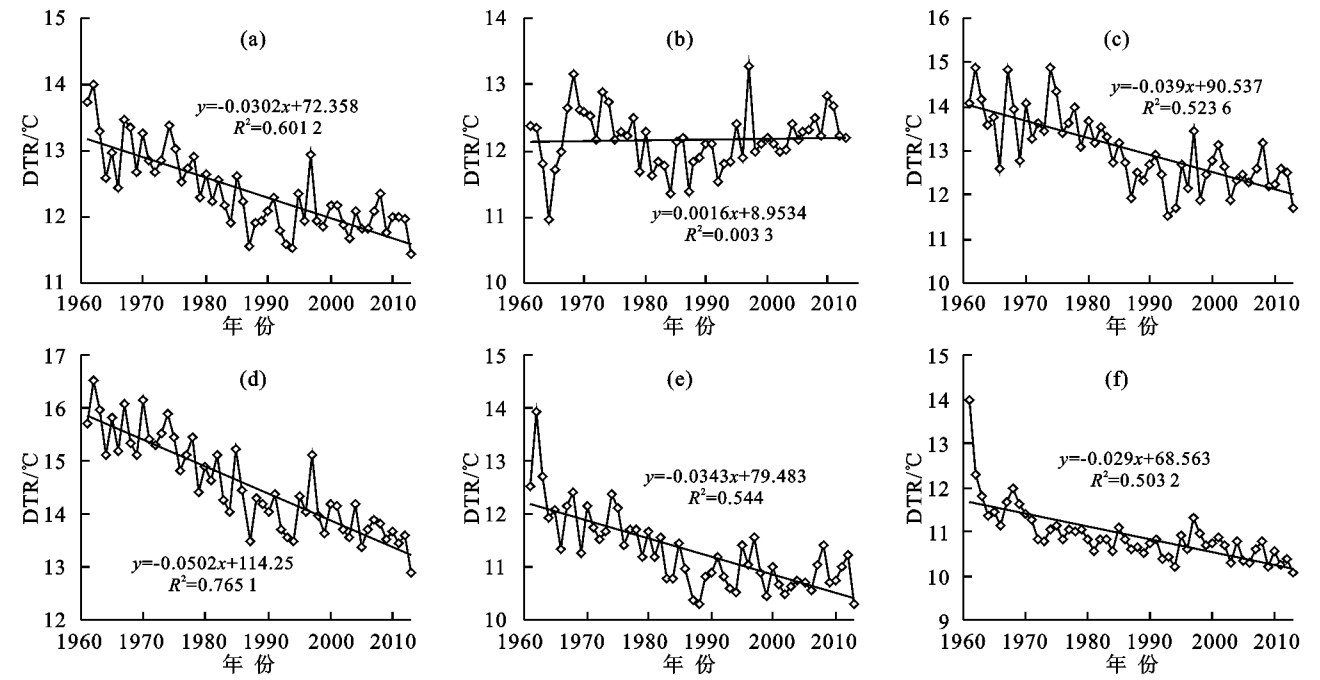 (a)
DTR/℃
15
14
13
12
11
y=-0.0302x+72.358
R²=0.601 2
1960 1970 1980 1990 2000 2010
年 份
(b)
DTR/℃
14
13
12
11
10
y=0.0016x+8.9534
R²=0.003 3
1960 1970 1980 1990 2000 2010
年 份
(c)
DTR/℃
16
15
14
13
12
11
10
y=-0.039x+90.537
R²=0.523 6
1960 1970 1980 1990 2000 2010
年 份
(d)
DTR/℃
17
16
15
14
13
12
y=-0.0502x+114.25
R²=0.765 1
1960 1970 1980 1990 2000 2010
年 份
(e)
DTR/℃
15
14
13
12
11
10
y=-0.0343x+79.483
R²=0.544
1960 1970 1980 1990 2000 2010
年 份
(f)
DTR/℃
15
14
13
12
11
10
9
y=-0.029x+68.563
R²=0.503 2
1960 1970 1980 1990 2000 2010
年 份